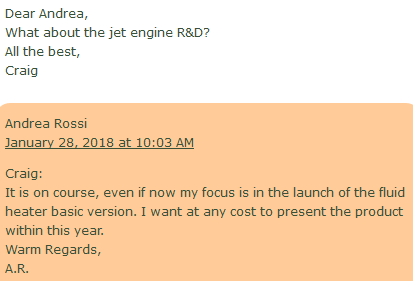 Dear Andrea,
What about the jet engine R&D?
All the best,
Craig
Andrea Rossi
January 28, 2018 at 10:03 AM
Craig:
It is on course, even if now my focus is in the launch of the fluid
heater basic version. I want at any cost to present the product
within this year.
Warm Regards,
A.R.